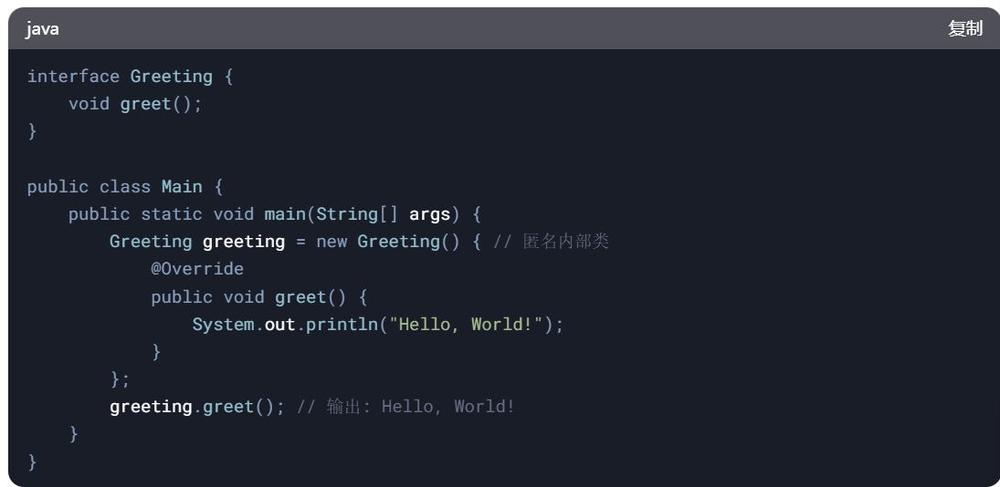 java
复制
interface Greeting {
    void greet();
}

public class Main {
    public static void main(String[] args) {
        Greeting greeting = new Greeting() { // 匿名内部类
            @Override
            public void greet() {
                System.out.println("Hello, World!");
            }
        };
        greeting.greet(); // 输出: Hello, World!
    }
}